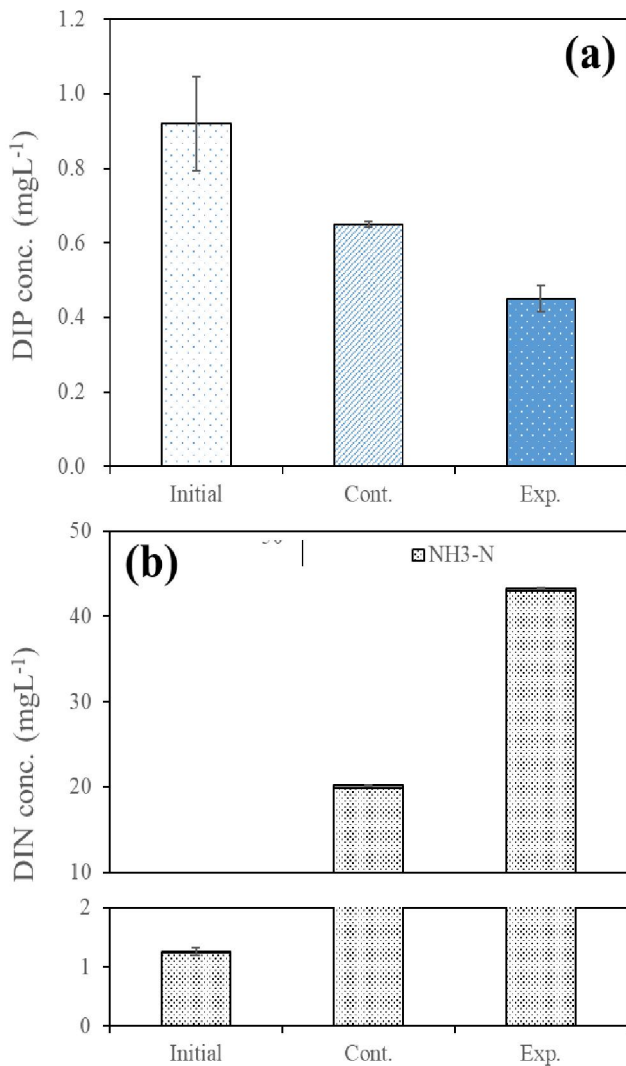 1.2
(a)
1.0
0.8
0.6
0.4
0.2
0.0
DIP conc. (mgL⁻¹)
Initial Cont. Exp.
50
(b)
NH3-N
40
30
20
10
DIN conc. (mgL⁻¹)
2
1
0
Initial Cont. Exp.